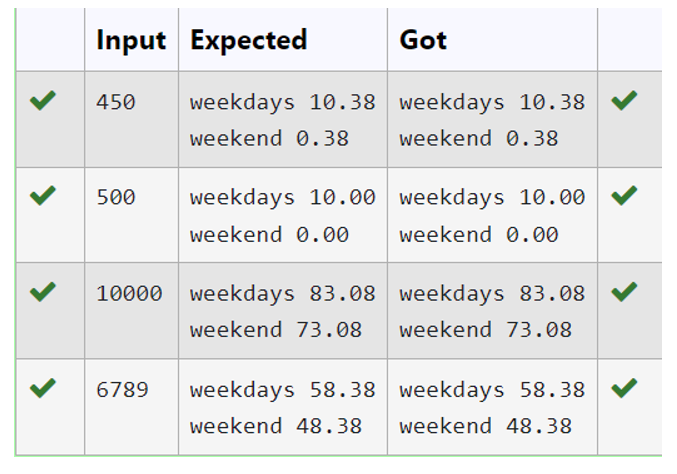 Input Expected Got
450 weekdays 10.38 weekdays 10.38
weekend 0.38 weekend 0.38
500 weekdays 10.00 weekdays 10.00
weekend 0.00 weekend 0.00
10000 weekdays 83.08 weekdays 83.08
weekend 73.08 weekend 73.08
6789 weekdays 58.38 weekdays 58.38
weekend 48.38 weekend 48.38